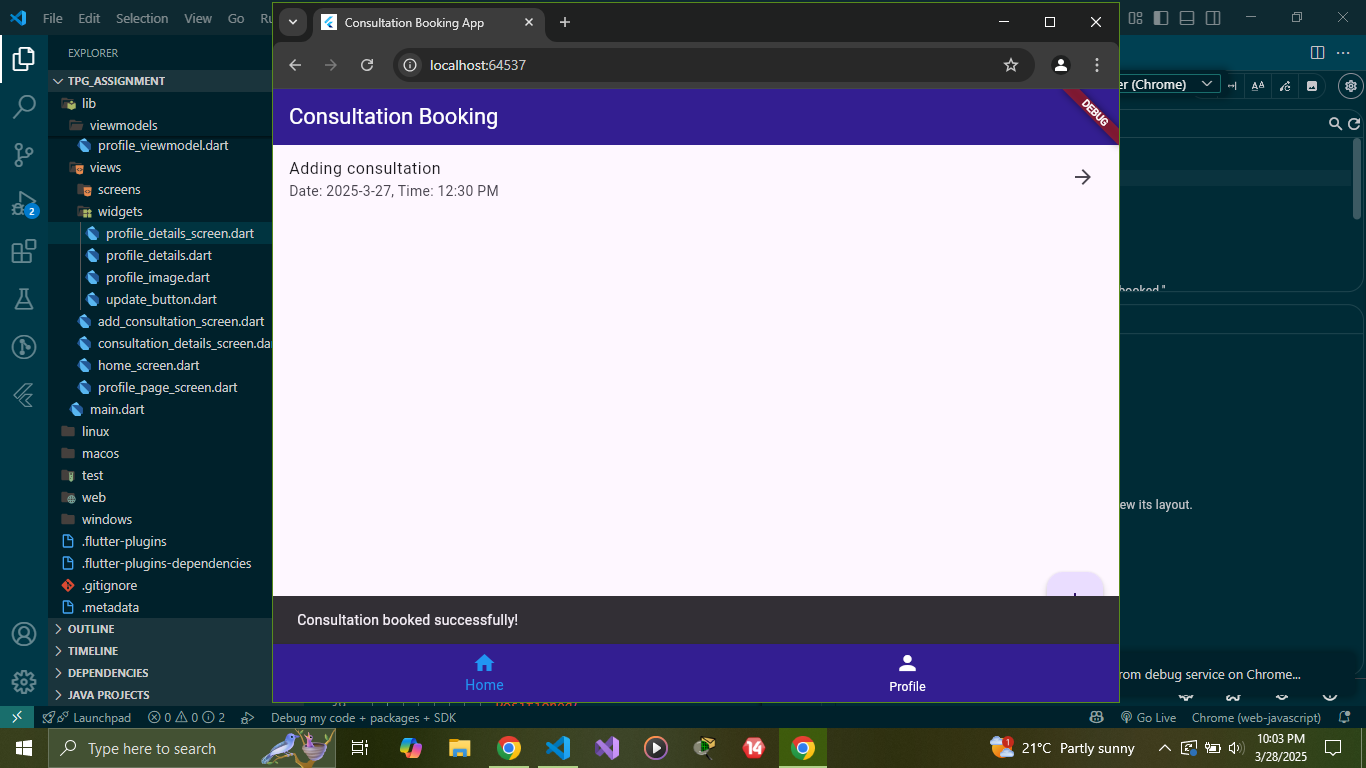 File Edit Selection View Go
Consultation Booking App
localhost:64537
EXPLORER
TPG_ASSIGNMENT
lib
viewmodels
profile_viewmodel.dart
views
screens
widgets
profile_details_screen.dart
profile_details.dart
profile_image.dart
update_button.dart
add_consultation_screen.dart
consultation_details_screen.da
home_screen.dart
profile_page_screen.dart
main.dart
linux
macos
test
web
windows
.flutter-plugins
.flutter-plugins-dependencies
.gitignore
.metadata
OUTLINE
TIMELINE
DEPENDENCIES
JAVA PROJECTS
2
Consultation Booking
DEBUG
Adding consultation
Date: 2025-3-27, Time: 12:30 PM
Consultation booked successfully!
Home
Profile
er (Chrome)
AA
booked."
ew its layout.
rom debug service on Chrome...
Launchpad 0 0 2 Debug my code + packages + SDK Go Live Chrome (web-javascript)
Type here to search
14
1
21°C Partly sunny
10:03 PM
3/28/2025